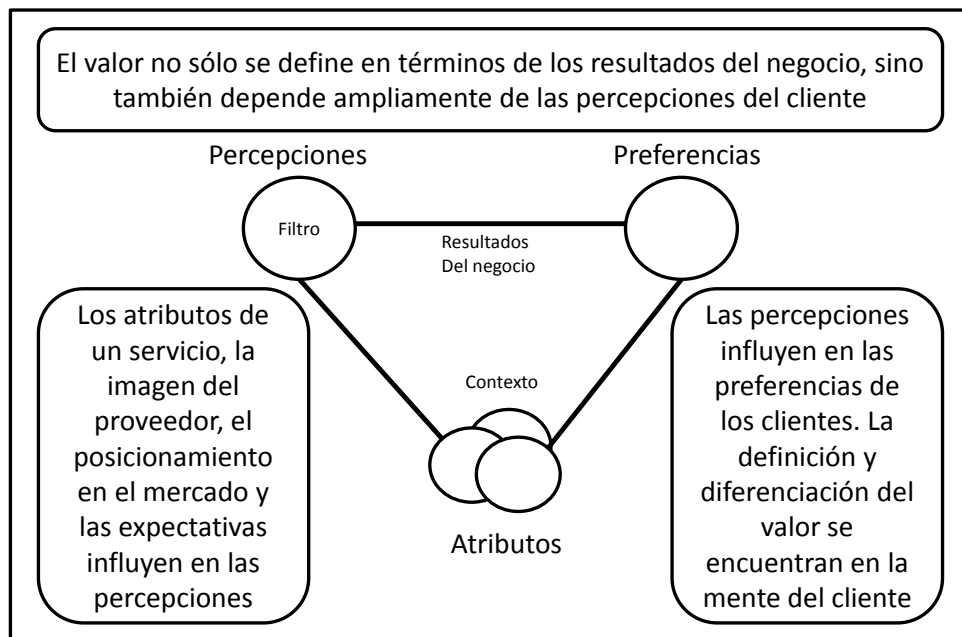 El valor no sólo se define en términos de los resultados del negocio, sino
también depende ampliamente de las percepciones del cliente
Percepciones
Preferencias
Filtro
Resultados
Del negocio
Los atributos de
un servicio, la
imagen del
proveedor, el
posicionamiento
en el mercado y
las expectativas
influyen en las
percepciones
Contexto
Atributos
Las percepciones
influyen en las
preferencias de
los clientes. La
definición y
diferenciación del
valor se
encuentran en la
mente del cliente